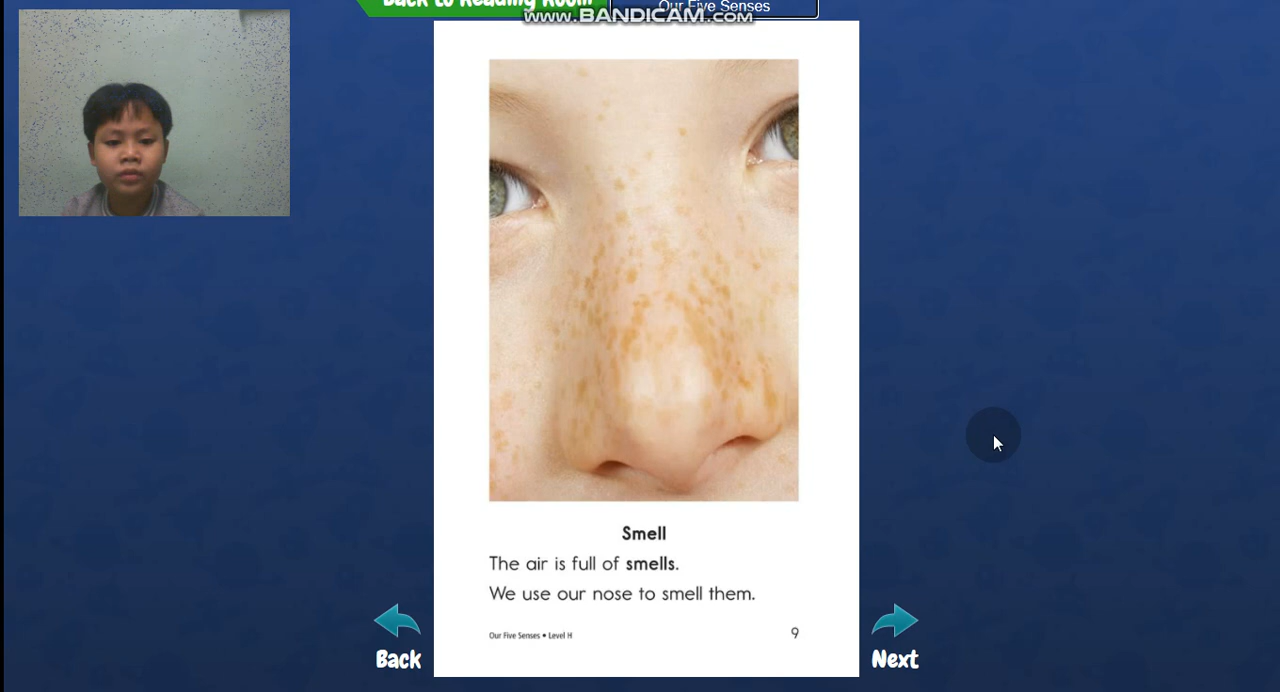 Back to Reading Room
Our Five Senses
www.BANDICAM.com
Smell
The air is full of smells.
We use our nose to smell them.
Our Five Senses • Level H
9
Back
Next